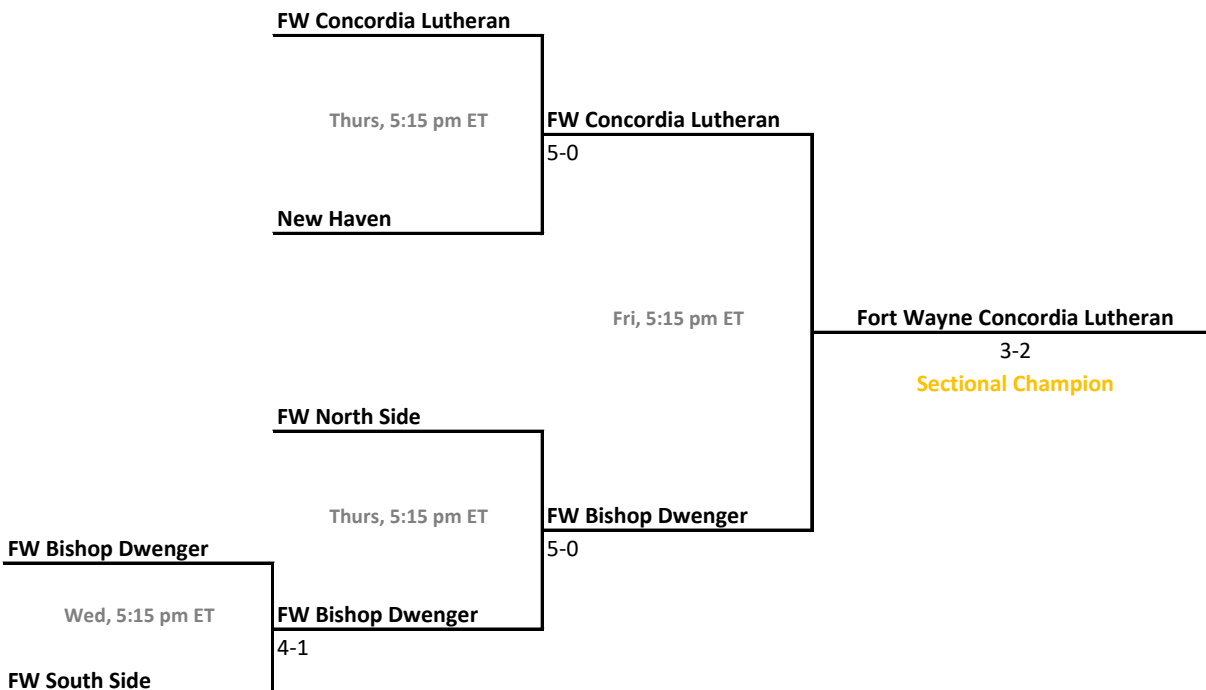 FW Concordia Lutheran
Thurs, 5:15 pm ET
FW Concordia Lutheran
5-0
New Haven
Fri, 5:15 pm ET
Fort Wayne Concordia Lutheran
3-2
Sectional Champion
FW North Side
Thurs, 5:15 pm ET
FW Bishop Dwenger
5-0
FW Bishop Dwenger
Wed, 5:15 pm ET
FW Bishop Dwenger
4-1
FW South Side